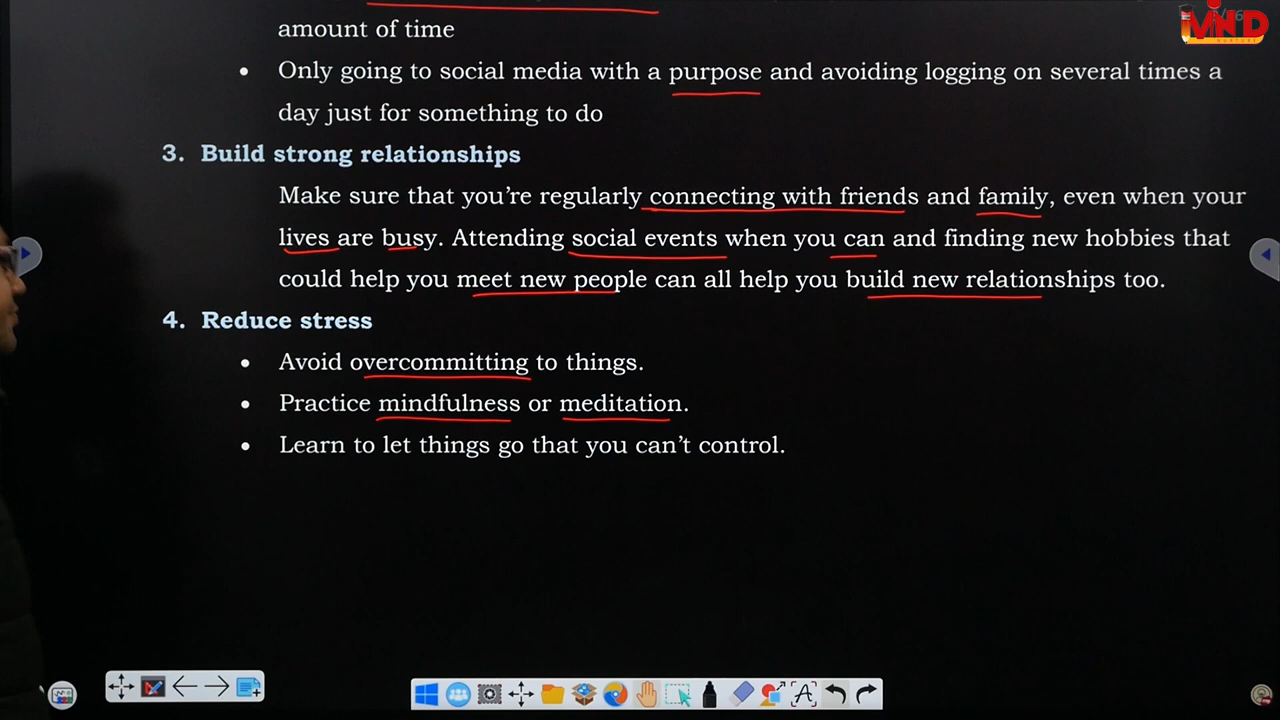 amount of time
• Only going to social media with a purpose and avoiding logging on several times a
day just for something to do
3. Build strong relationships
Make sure that you’re regularly connecting with friends and family, even when your
lives are busy. Attending social events when you can and finding new hobbies that
could help you meet new people can all help you build new relationships too.
4. Reduce stress
• Avoid overcommitting to things.
• Practice mindfulness or meditation.
• Learn to let things go that you can’t control.